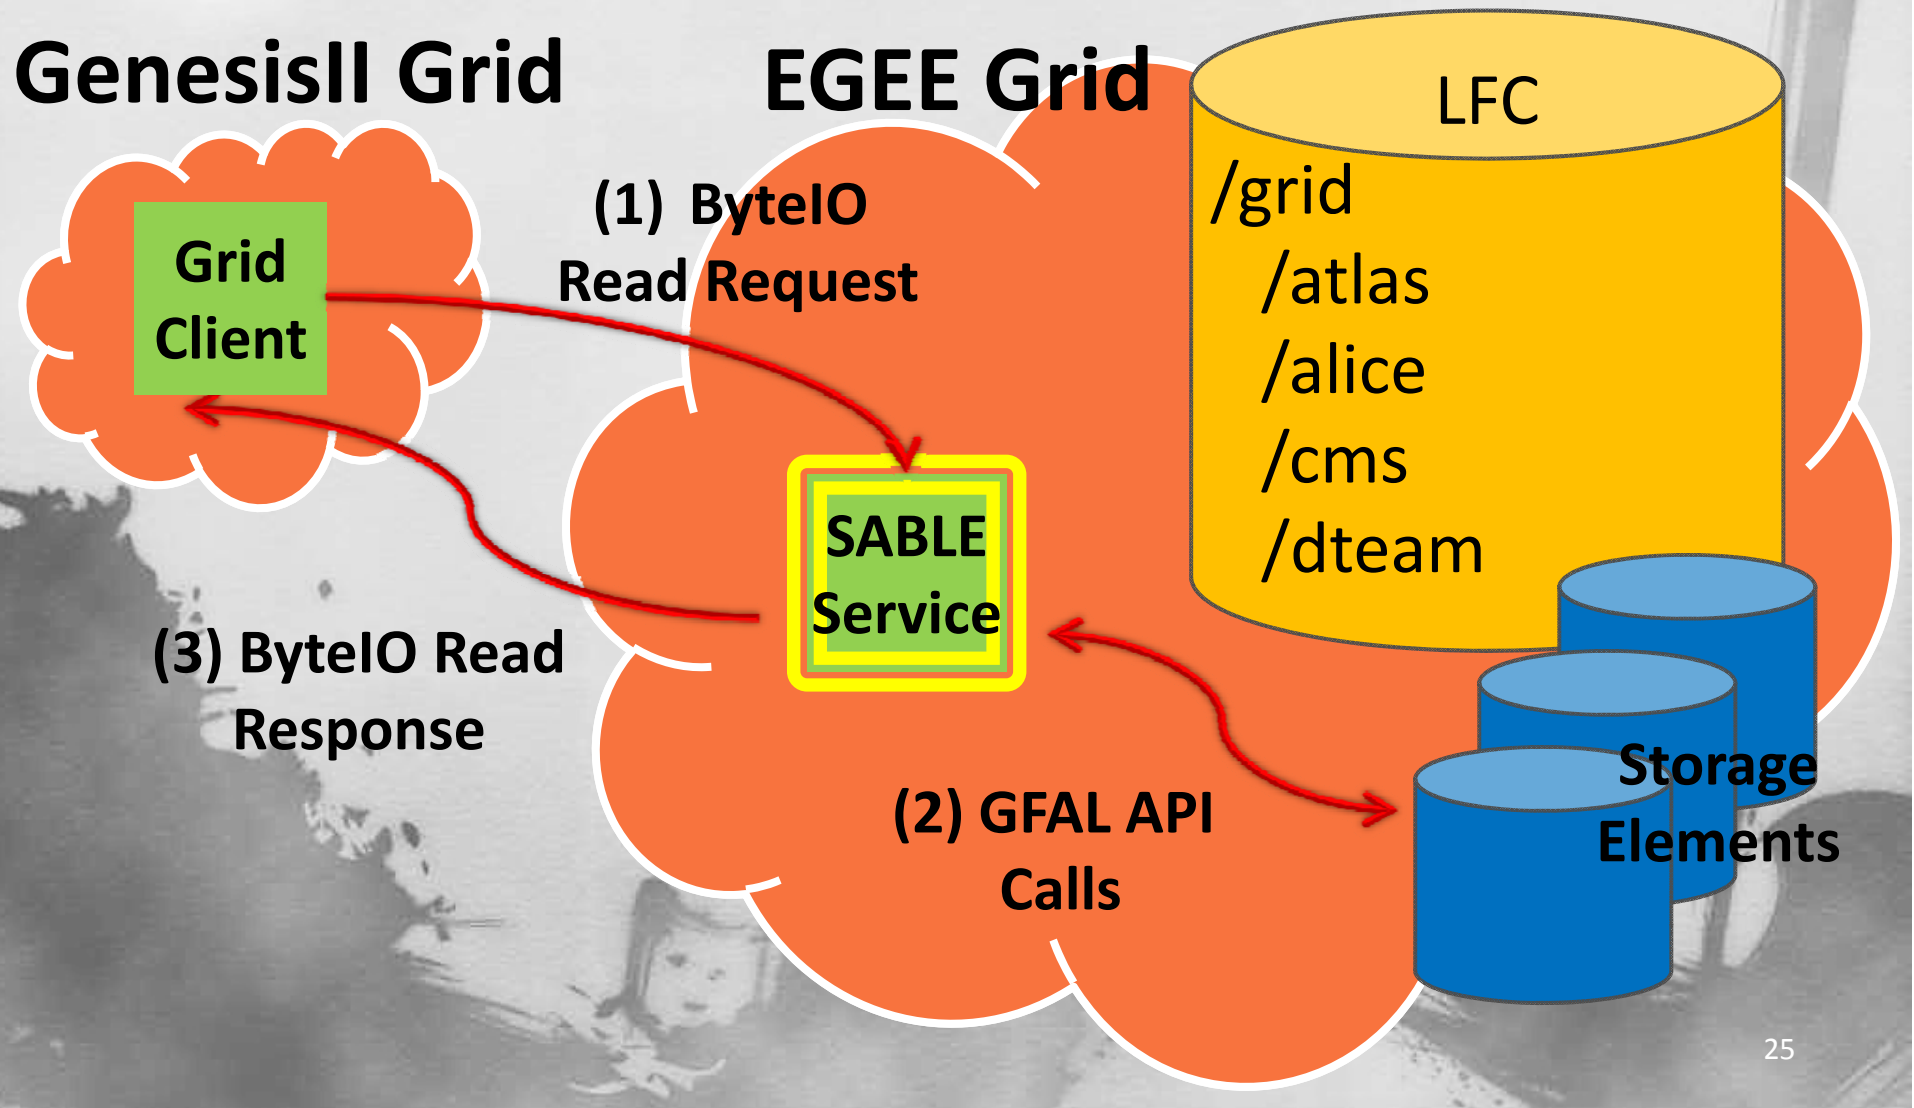 GenesisII Grid
EGEE Grid
LFC
/grid
/atlas
/alice
/cms
/dteam
Grid
Client
(1) ByteIO
Read Request
SABLE
Service
(3) ByteIO Read
Response
(2) GFAL API
Calls
Storage
Elements
25